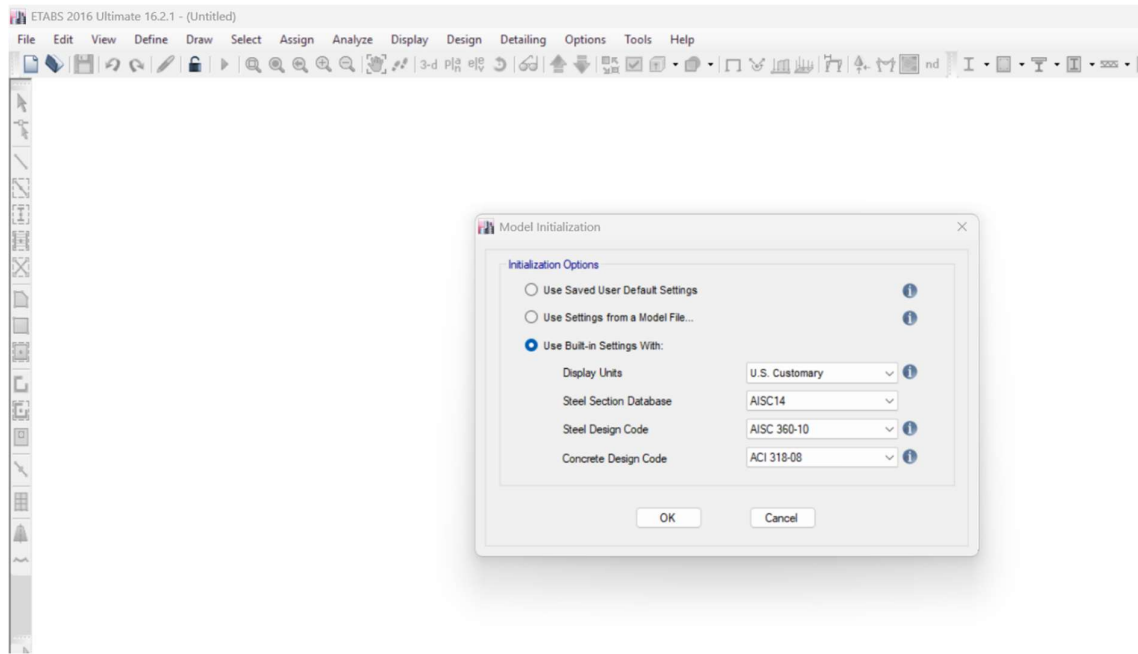 ETABS 2016 Ultimate 16.2.1 - (Untitled)
File Edit View Define Draw Select Assign Analyze Display Design Detailing Options Tools Help
3-d nd
Model Initialization
Initialization Options
Use Saved User Default Settings
Use Settings from a Model File...
Use Built-in Settings With:
Display Units U.S. Customary
Steel Section Database AISC14
Steel Design Code AISC 360-10
Concrete Design Code ACI 318-08
OK Cancel